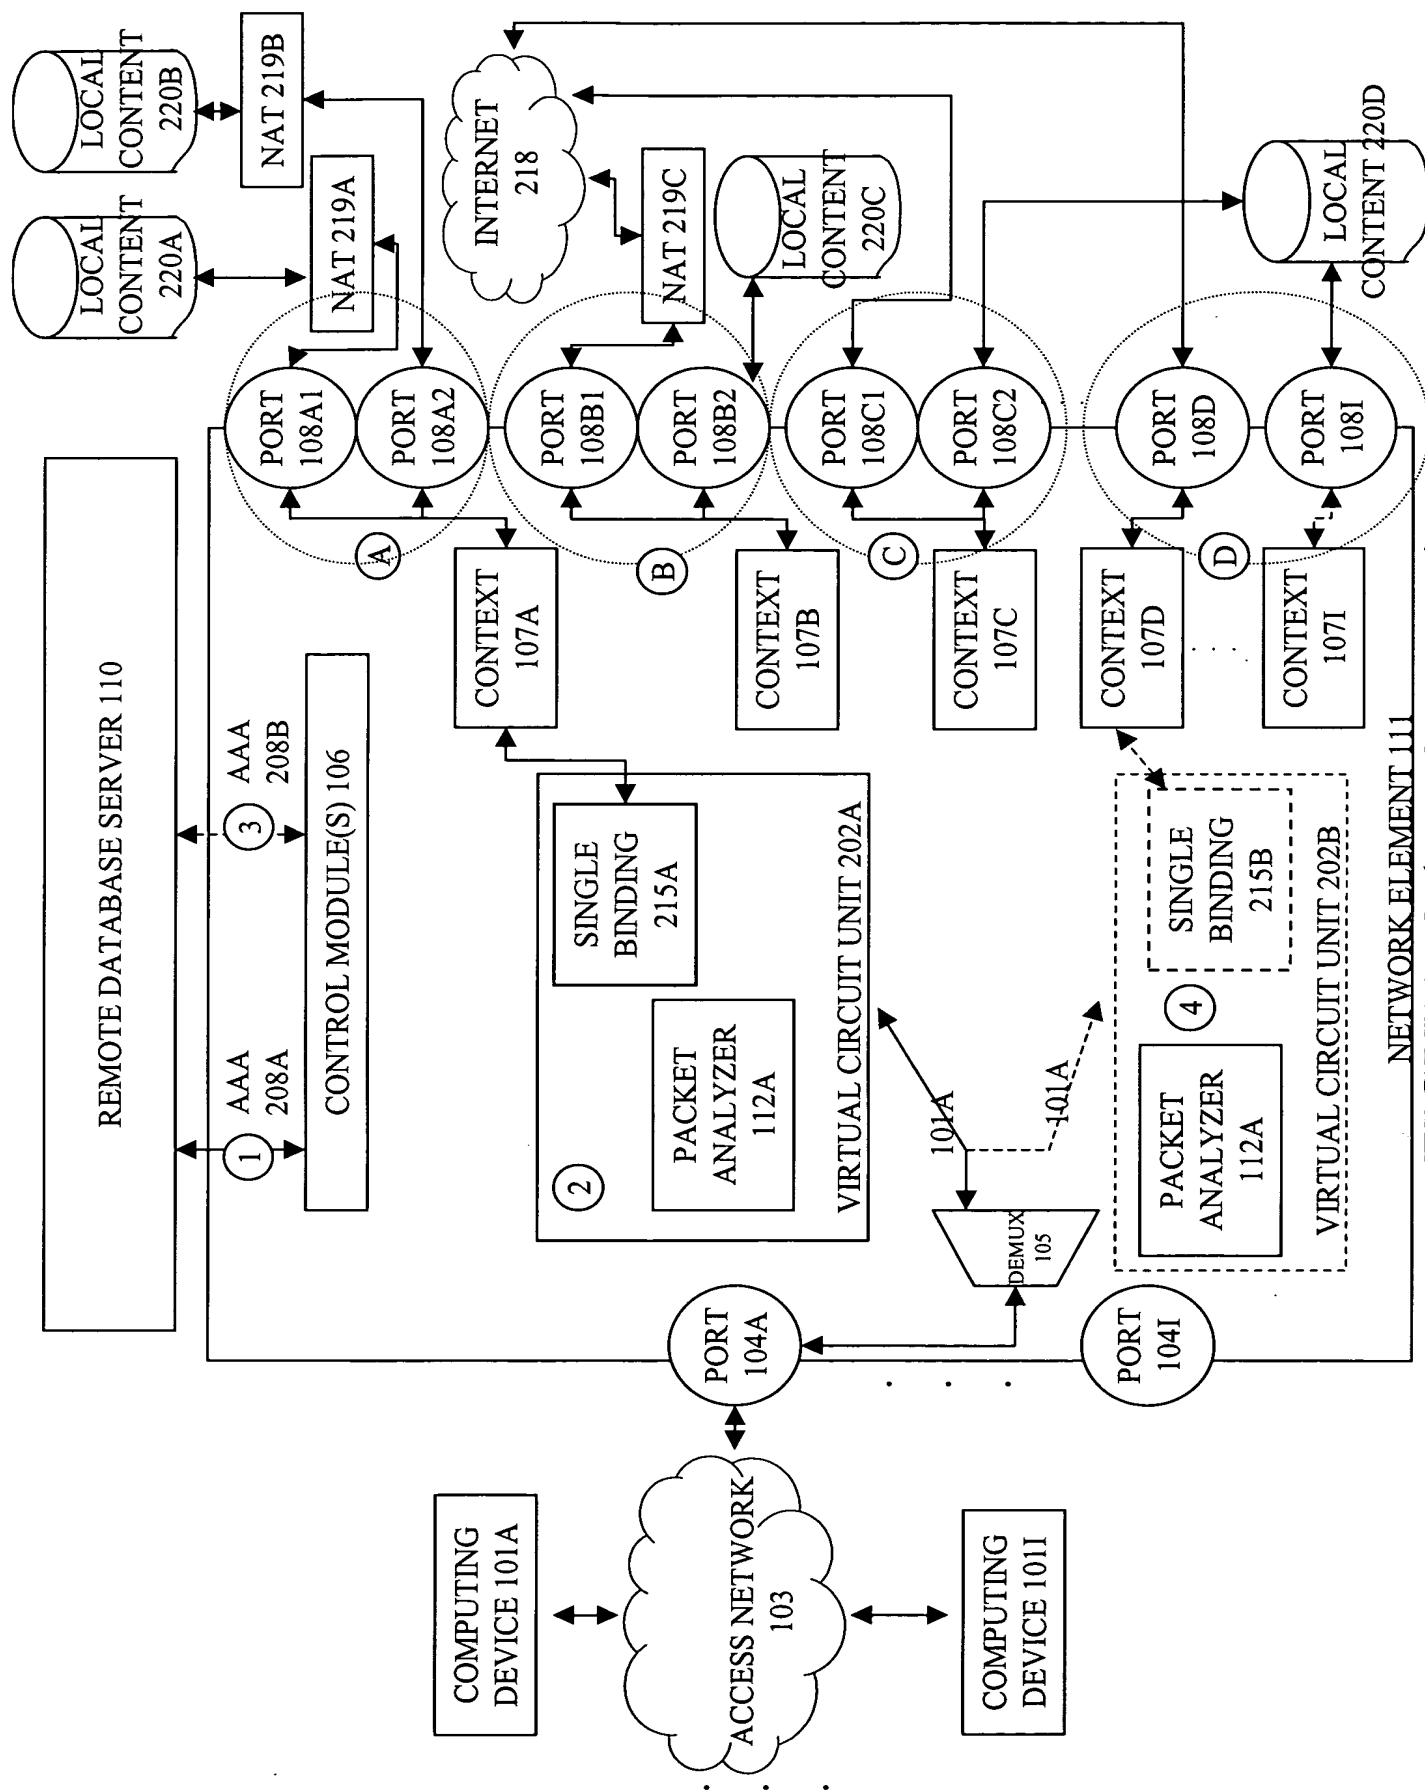 REMOTE DATABASE SERVER 110
1
AAA
208A
3
AAA
208B
CONTROL MODULE(S) 106
COMPUTING
DEVICE 101A
ACCESS NETWORK
103
COMPUTING
DEVICE 101I
PORT
104A
PORT
104I
DEMUX
105
101A
101A
2
PACKET
ANALYZER
112A
SINGLE
BINDING
215A
VIRTUAL CIRCUIT UNIT 202A
PACKET
ANALYZER
112A
4
SINGLE
BINDING
215B
VIRTUAL CIRCUIT UNIT 202B
NETWORK ELEMENT 111
CONTEXT
107A
CONTEXT
107B
CONTEXT
107C
CONTEXT
107D
CONTEXT
107I
A
B
C
D
PORT
108A1
PORT
108A2
PORT
108B1
PORT
108B2
PORT
108C1
PORT
108C2
PORT
108D
PORT
108I
NAT 219A
NAT 219B
NAT 219C
INTERNET
218
LOCAL
CONTENT
220A
LOCAL
CONTENT
220B
LOCAL
CONTENT
220C
LOCAL
CONTENT 220D